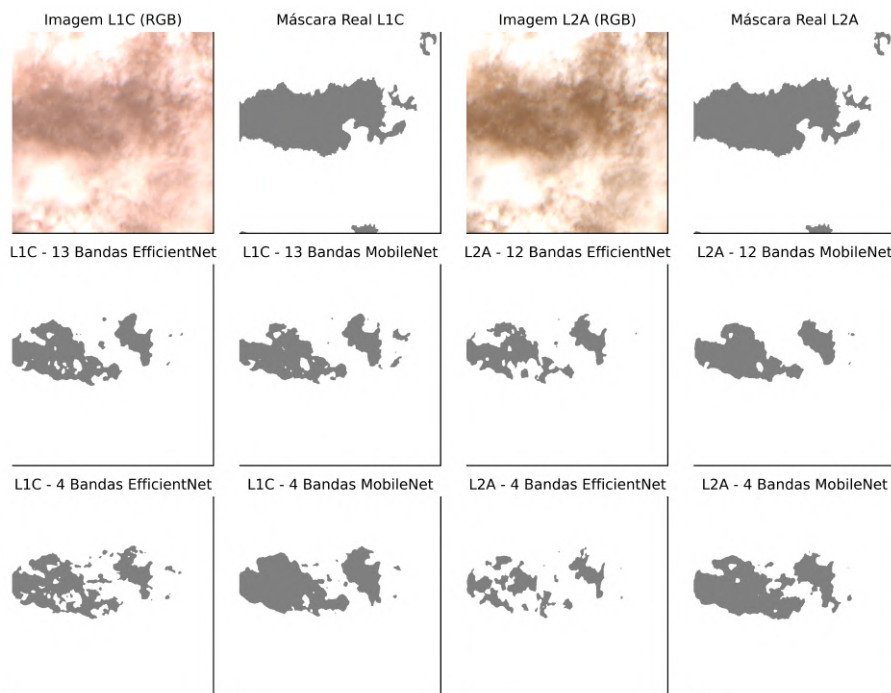 Imagem L1C (RGB)
Máscara Real L1C
Imagem L2A (RGB)
Máscara Real L2A
L1C - 13 Bandas EfficientNet
L1C - 13 Bandas MobileNet
L2A - 12 Bandas EfficientNet
L2A - 12 Bandas MobileNet
L1C - 4 Bandas EfficientNet
L1C - 4 Bandas MobileNet
L2A - 4 Bandas EfficientNet
L2A - 4 Bandas MobileNet